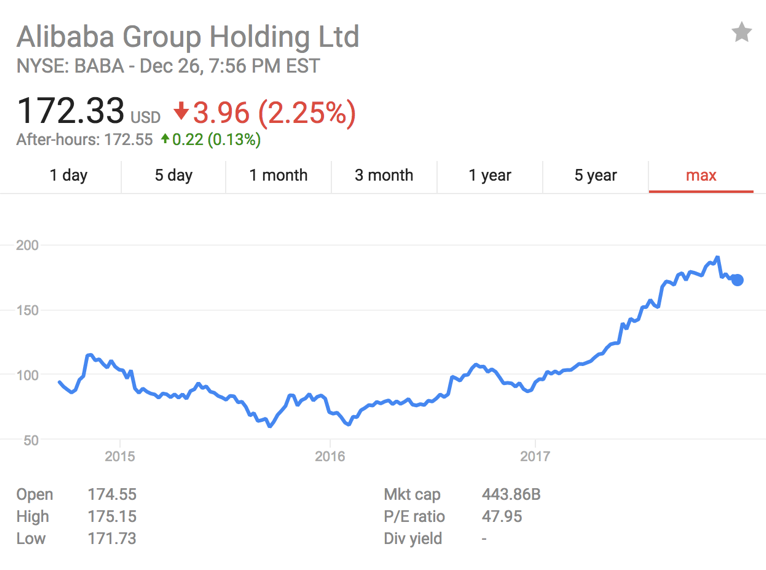 Alibaba Group Holding Ltd
NYSE: BABA - Dec 26, 7:56 PM EST
172.33 USD 3.96 (2.25%)
After-hours: 172.55 0.22 (0.13%)
1 day 5 day 1 month 3 month 1 year 5 year max
200
150
100
50
2015 2016 2017
Open 174.55 Mkt cap 443.86B
High 175.15 P/E ratio 47.95
Low 171.73 Div yield -